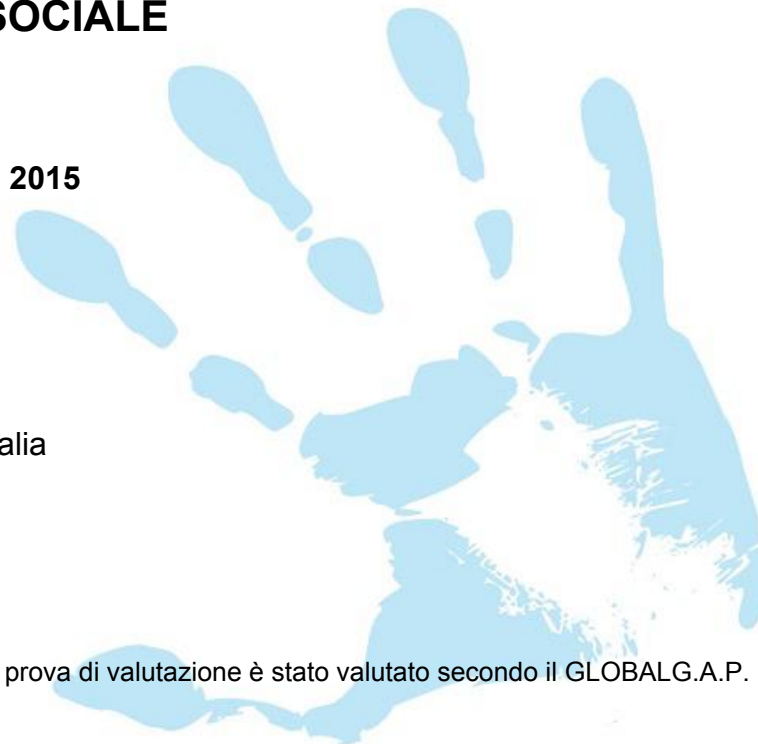 SOCIALE
2015
alia
prova di valutazione è stato valutato secondo il GLOBALG.A.P.